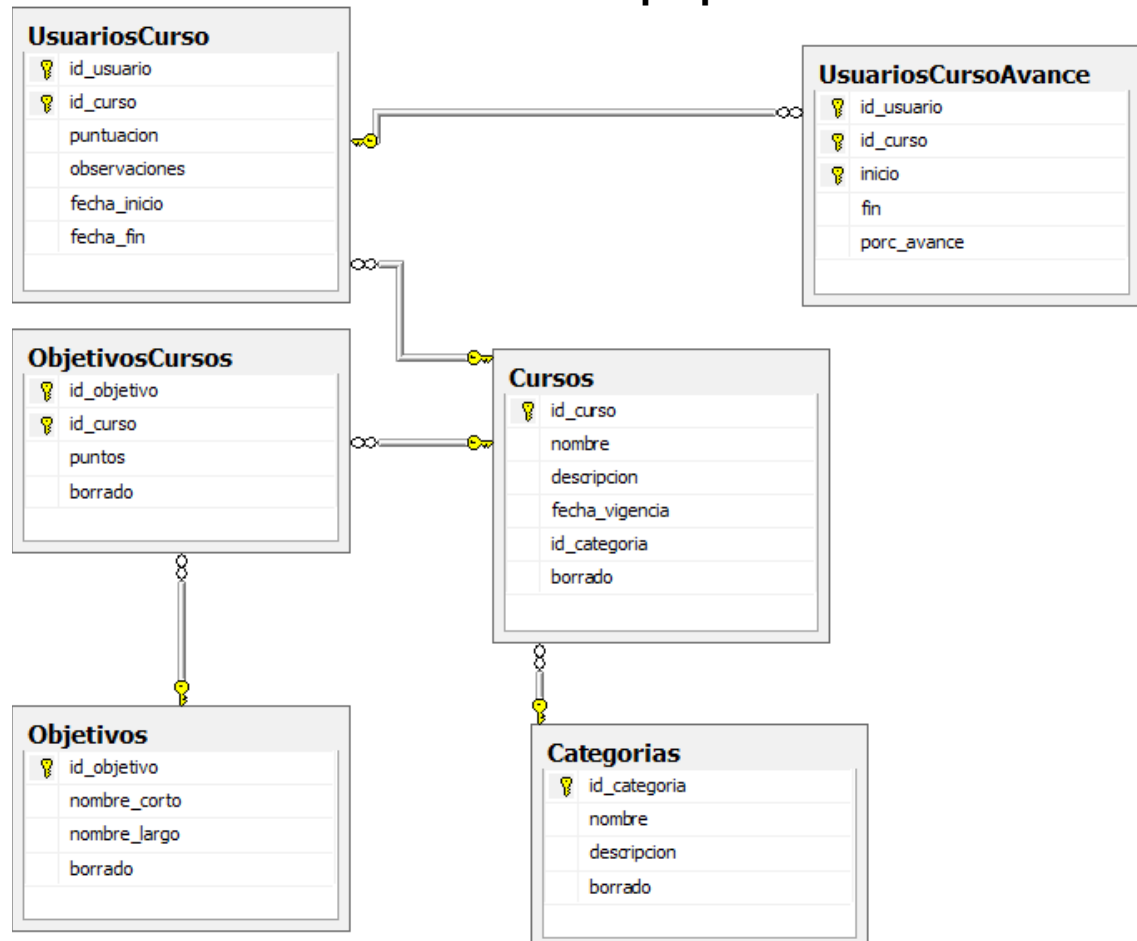 UsuariosCurso
id_usuario
id_curso
puntuacion
observaciones
fecha_inicio
fecha_fin
UsuariosCursoAvance
id_usuario
id_curso
inicio
fin
porc_avance
ObjetivosCursos
id_objetivo
id_curso
puntos
borrado
Cursos
id_curso
nombre
descripcion
fecha_vigencia
id_categoria
borrado
Objetivos
id_objetivo
nombre_corto
nombre_largo
borrado
Categorias
id_categoria
nombre
descripcion
borrado